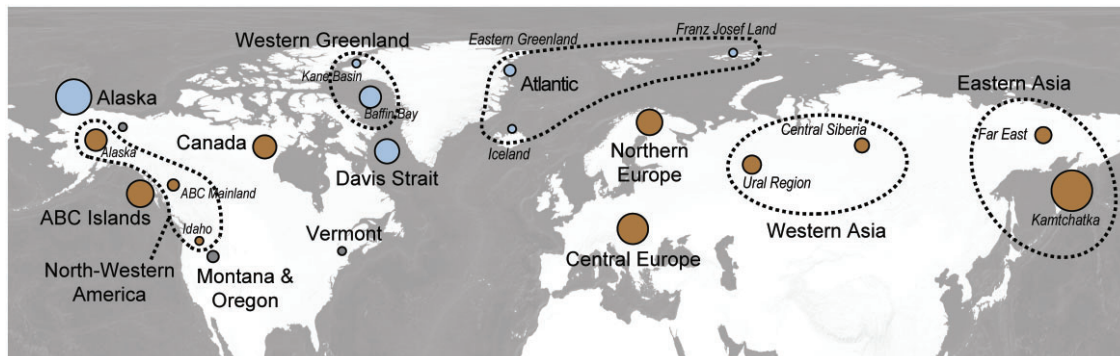 Franz Josef Land
Western Greenland
Eastern Greenland
Kane Basin
Atlantic
Eastern Asia
Alaska
Baffin Bay
Canada
Central Siberia
Far East
Alaska
Iceland
Northern
Europe
Davis Strait
Ural Region
ABC Mainland
ABC Islands
Kamtchatka
Idaho
Vermont
Western Asia
Central Europe
North-Western
America
Montana &
Oregon